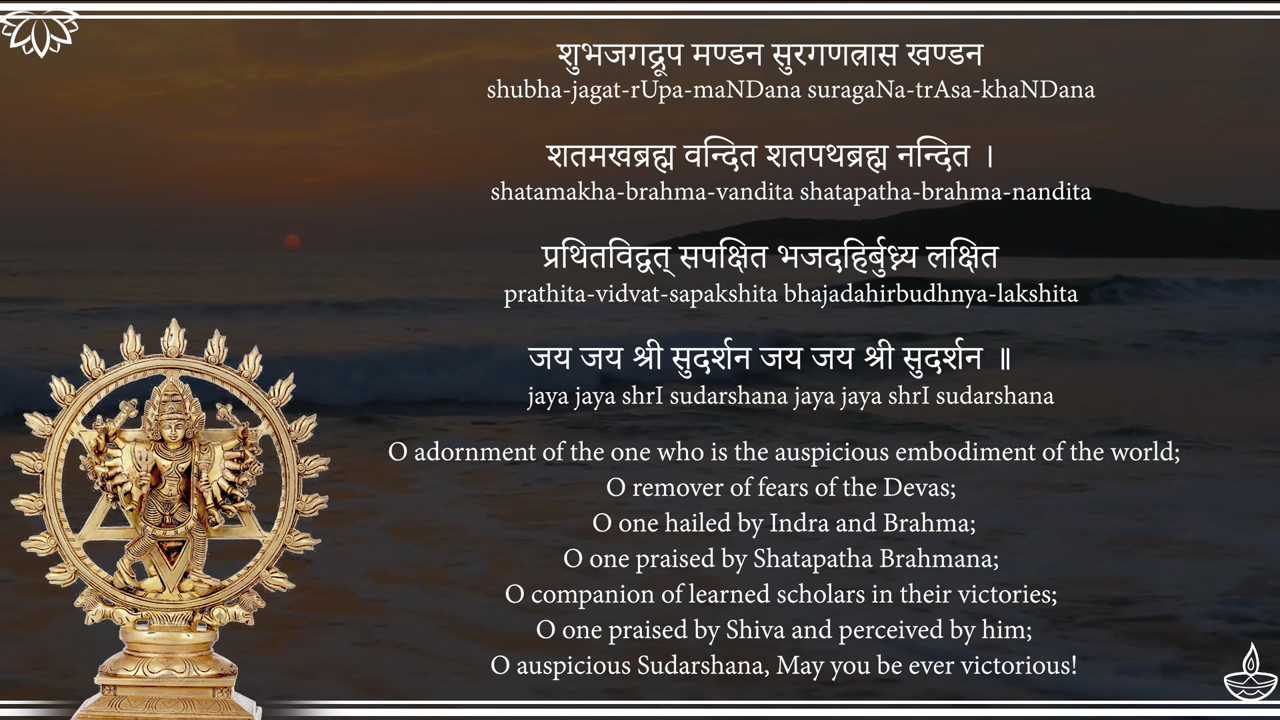 शुभजगद्रूप मण्डन सुरगणत्रास खण्डन
shubha-jagat-rUpa-maNDana suragaNa-trAsa-khaNDana
शतमखब्रह्म वन्दित शतपथब्रह्म नन्दित ।
shatamakha-brahma-vandita shatapatha-brahma-nandita
प्रथितविद्वत् सपक्षित भजदहिर्बुध्न्य लक्षित
prathita-vidvat-sapakshita bhajadahirbudhnya-lakshita
जय जय श्री सुदर्शन जय जय श्री सुदर्शन ॥
jaya jaya shrI sudarshana jaya jaya shrI sudarshana
O adornment of the one who is the auspicious embodiment of the world;
O remover of fears of the Devas;
O one hailed by Indra and Brahma;
O one praised by Shatapatha Brahmana;
O companion of learned scholars in their victories;
O one praised by Shiva and perceived by him;
O auspicious Sudarshana, May you be ever victorious!